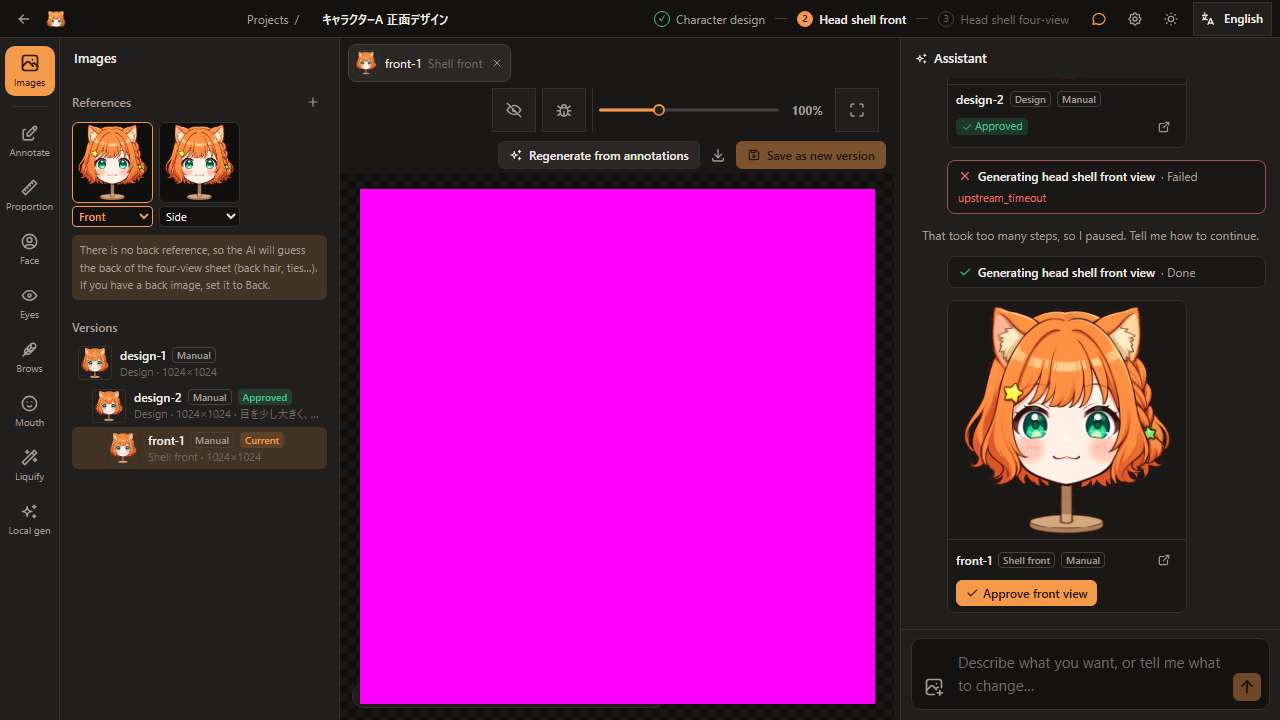 Projects /
キャラクターA 正面デザイン
Character design
2 Head shell front
3 Head shell four-view
English
Images
Annotate
Proportion
Face
Eyes
Brows
Mouth
Liquify
Local gen
Images
References
Front
Side
There is no back reference, so the AI will guess
the back of the four-view sheet (back hair, ties…).
If you have a back image, set it to Back.
Versions
design-1 Manual
Design · 1024×1024
design-2 Manual Approved
Design · 1024×1024 · 目を少し大きく、…
front-1 Manual Current
Shell front · 1024×1024
front-1 Shell front
100%
Regenerate from annotations
Save as new version
Assistant
design-2 Design Manual
Approved
Generating head shell front view · Failed
upstream_timeout
That took too many steps, so I paused. Tell me how to continue.
Generating head shell front view · Done
front-1 Shell front Manual
Approve front view
Describe what you want, or tell me what
to change...